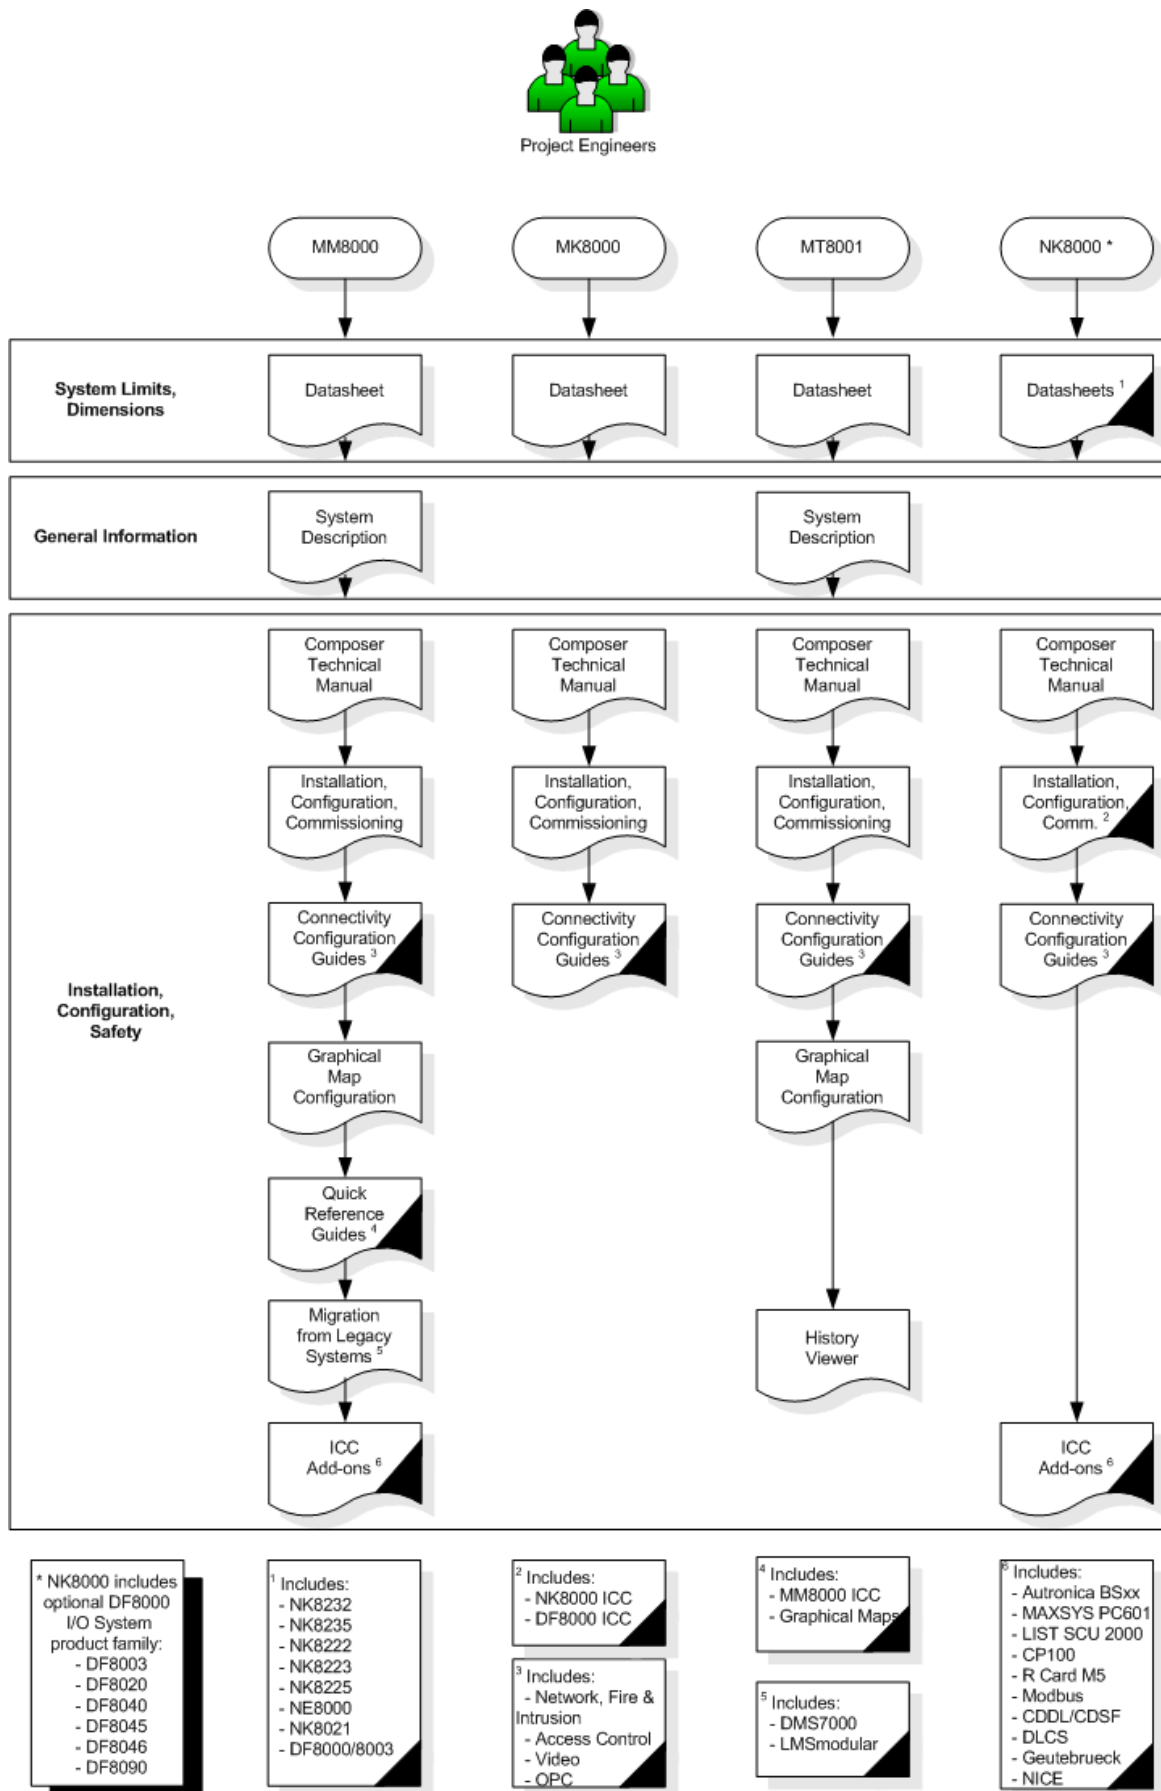 Project Engineers
MM8000
MK8000
MT8001
NK8000 *
System Limits,
Dimensions
Datasheet
Datasheet
Datasheet
Datasheets 1
General Information
System
Description
System
Description
Installation,
Configuration,
Safety
Composer
Technical
Manual
Composer
Technical
Manual
Composer
Technical
Manual
Composer
Technical
Manual
Installation,
Configuration,
Commissioning
Installation,
Configuration,
Commissioning
Installation,
Configuration,
Commissioning
Installation,
Configuration,
Comm. 2
Connectivity
Configuration
Guides 3
Connectivity
Configuration
Guides 3
Connectivity
Configuration
Guides 3
Connectivity
Configuration
Guides 3
Graphical
Map
Configuration
Graphical
Map
Configuration
Quick
Reference
Guides 4
Migration
from Legacy
Systems 5
History
Viewer
ICC
Add-ons 6
ICC
Add-ons 6
* NK8000 includes
optional DF8000
I/O System
product family:
- DF8003
- DF8020
- DF8040
- DF8045
- DF8046
- DF8090
1 Includes:
- NK8232
- NK8235
- NK8222
- NK8223
- NK8225
- NE8000
- NK8021
- DF8000/8003
2 Includes:
- NK8000 ICC
- DF8000 ICC
3 Includes:
- Network, Fire &
Intrusion
- Access Control
- Video
- OPC
4 Includes:
- MM8000 ICC
- Graphical Maps
5 Includes:
- DMS7000
- LMSmodular
6 Includes:
- Autronica BSxx
- MAXSYS PC601
- LIST SCU 2000
- CP100
- R Card M5
- Modbus
- CDDL/CDSF
- DLCS
- Geutebrueck
- NICE